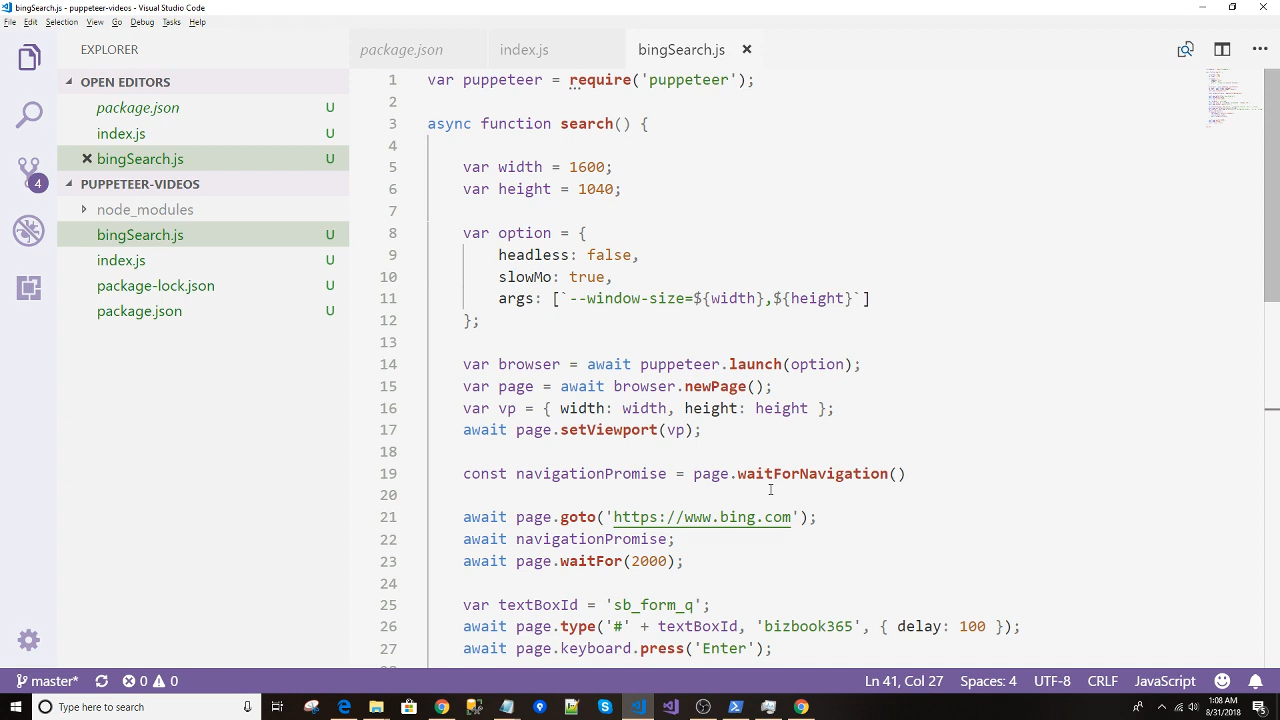 bingSearch.js - puppeteer-videos - Visual Studio Code
File Edit Selection View Go Debug Tasks Help
EXPLORER
OPEN EDITORS
package.json U
index.js U
bingSearch.js U
PUPPETEER-VIDEOS
node_modules
bingSearch.js U
index.js U
package-lock.json U
package.json U
4
package.json index.js bingSearch.js
1 var puppeteer = require('puppeteer');
2
3 async function search() {
4
5 var width = 1600;
6 var height = 1040;
7
8 var option = {
9 headless: false,
10 slowMo: true,
11 args: [`--window-size=${width},${height}`]
12 };
13
14 var browser = await puppeteer.launch(option);
15 var page = await browser.newPage();
16 var vp = { width: width, height: height };
17 await page.setViewport(vp);
18
19 const navigationPromise = page.waitForNavigation()
20
21 await page.goto('https://www.bing.com');
22 await navigationPromise;
23 await page.waitFor(2000);
24
25 var textBoxId = 'sb_form_q';
26 await page.type('#' + textBoxId, 'bizbook365', { delay: 100 });
27 await page.keyboard.press('Enter');
master* 0 0 Ln 41, Col 27 Spaces: 4 UTF-8 CRLF JavaScript
Type here to search
1:08 AM
8/31/2018